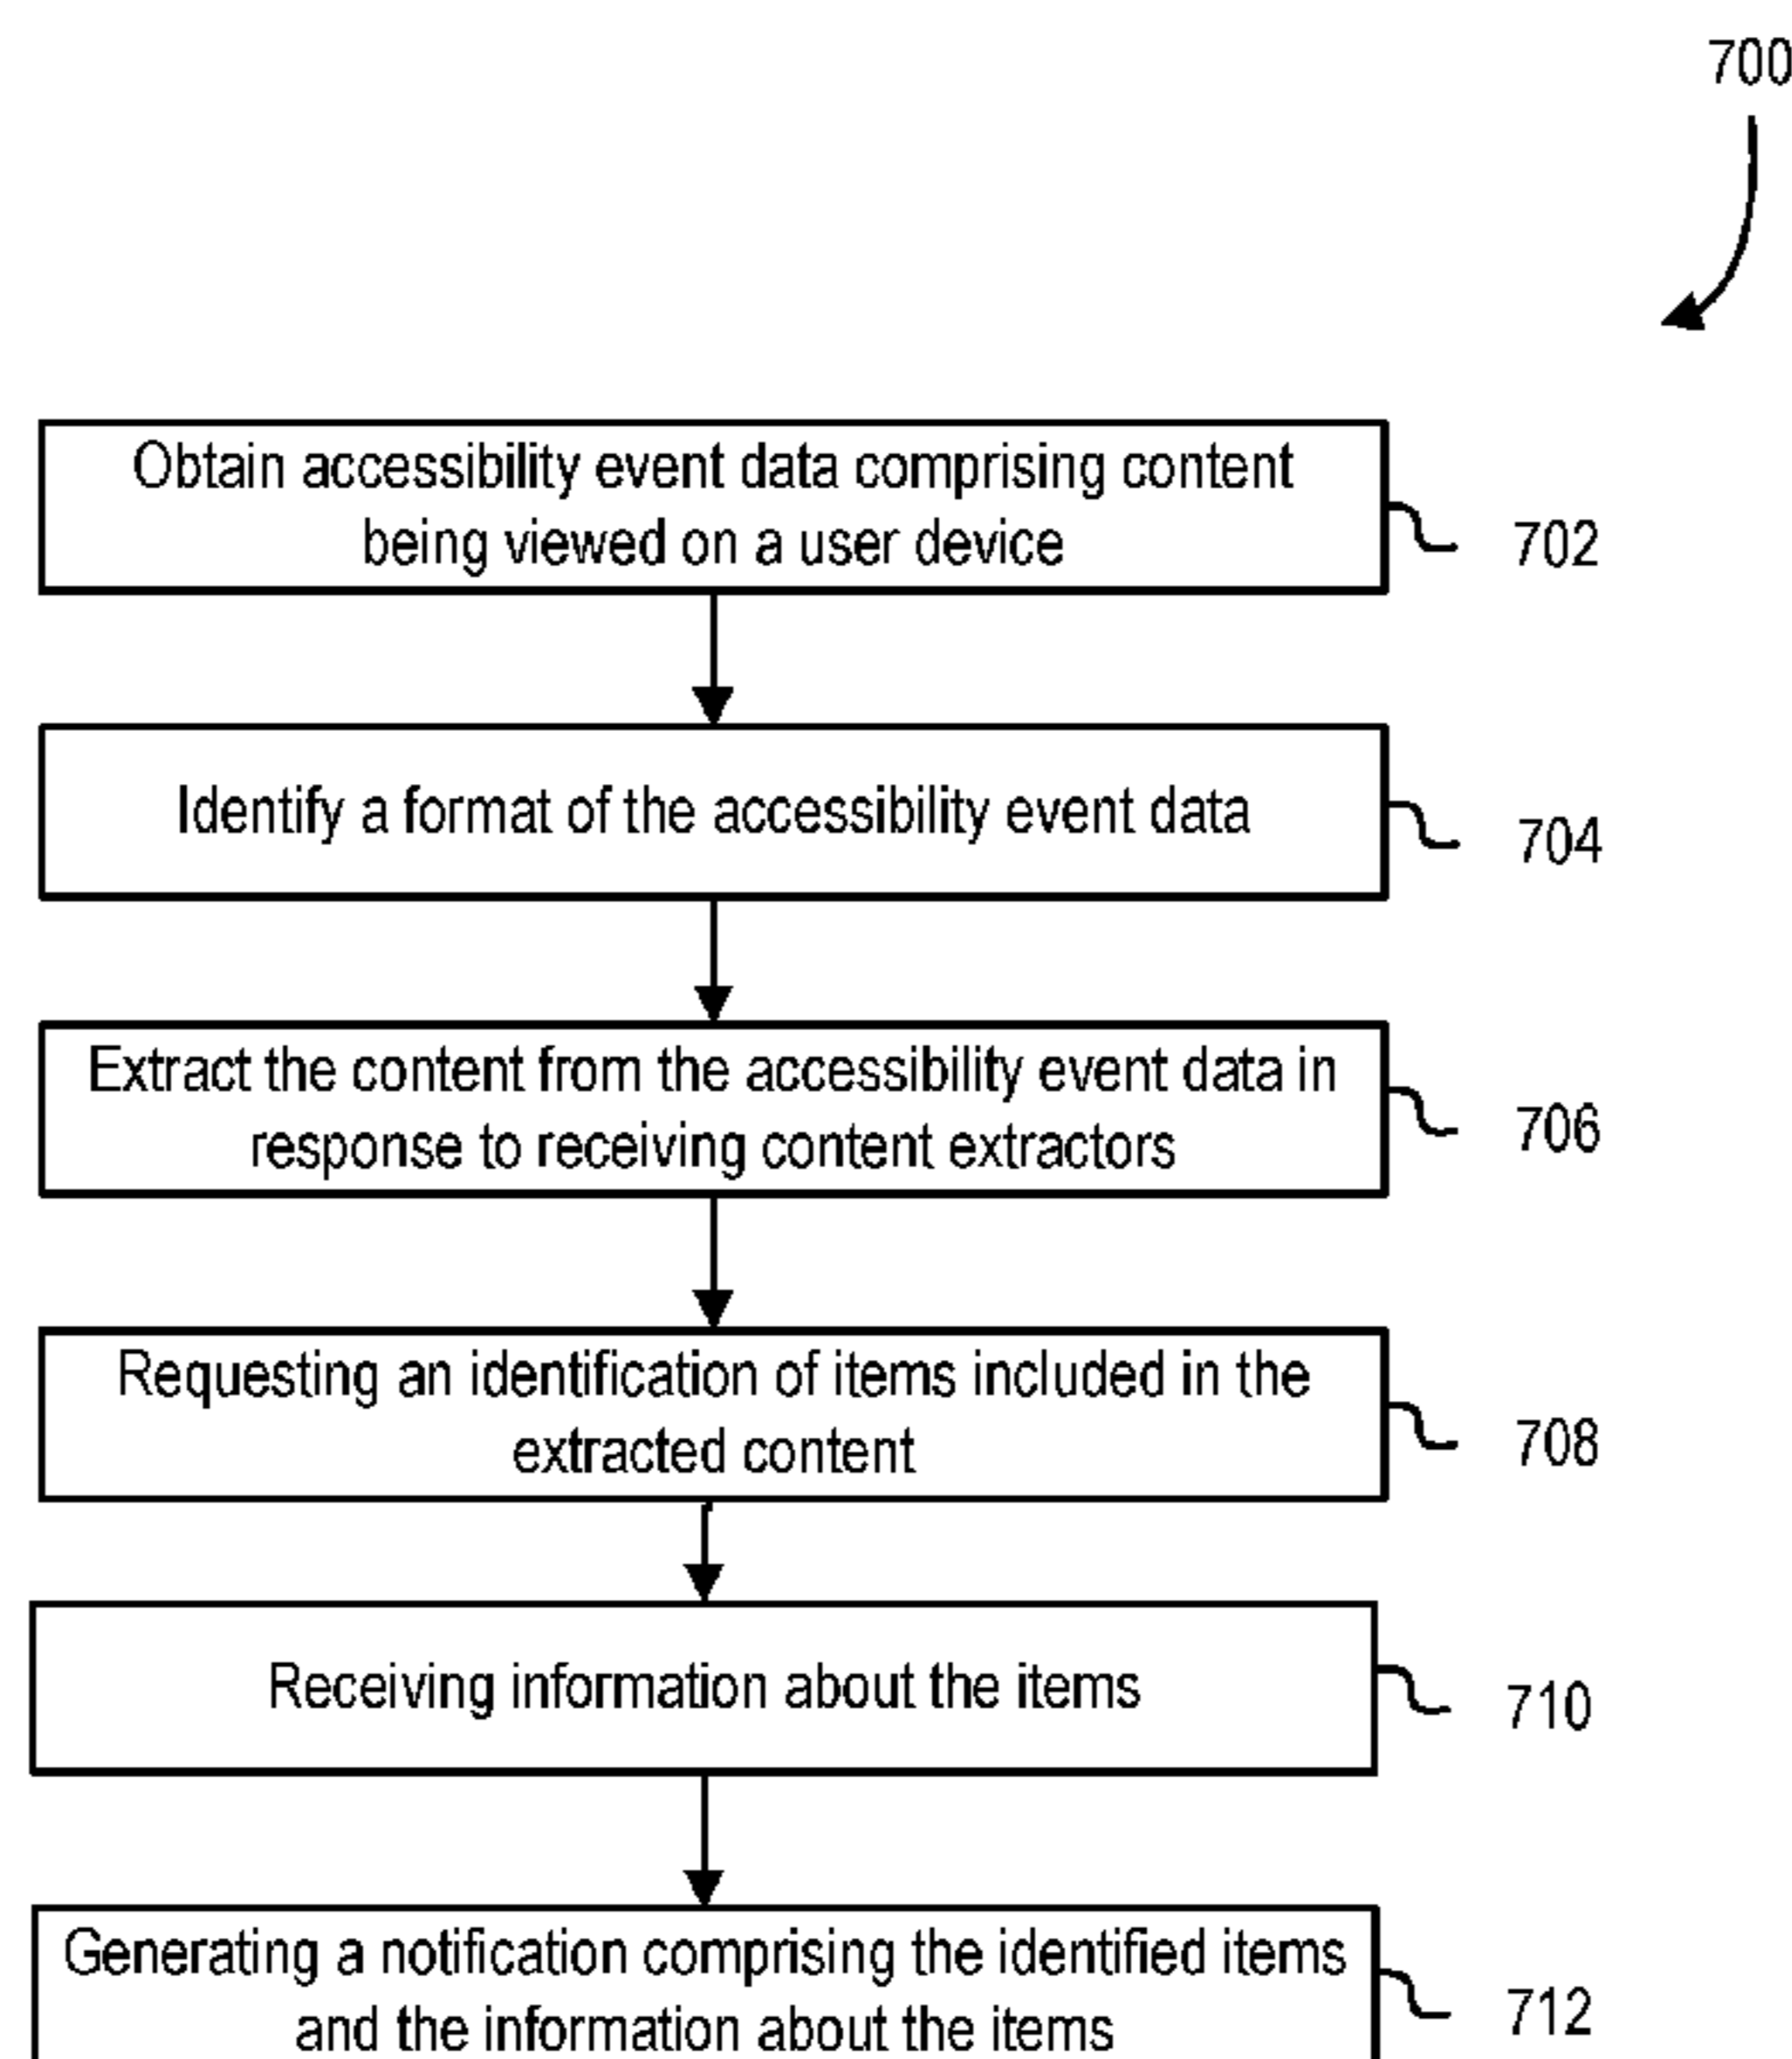 700
Obtain accessibility event data comprising content
being viewed on a user device
702
Identify a format of the accessibility event data
704
Extract the content from the accessibility event data in
response to receiving content extractors
706
Requesting an identification of items included in the
extracted content
708
Receiving information about the items
710
Generating a notification comprising the identified items
and the information about the items
712